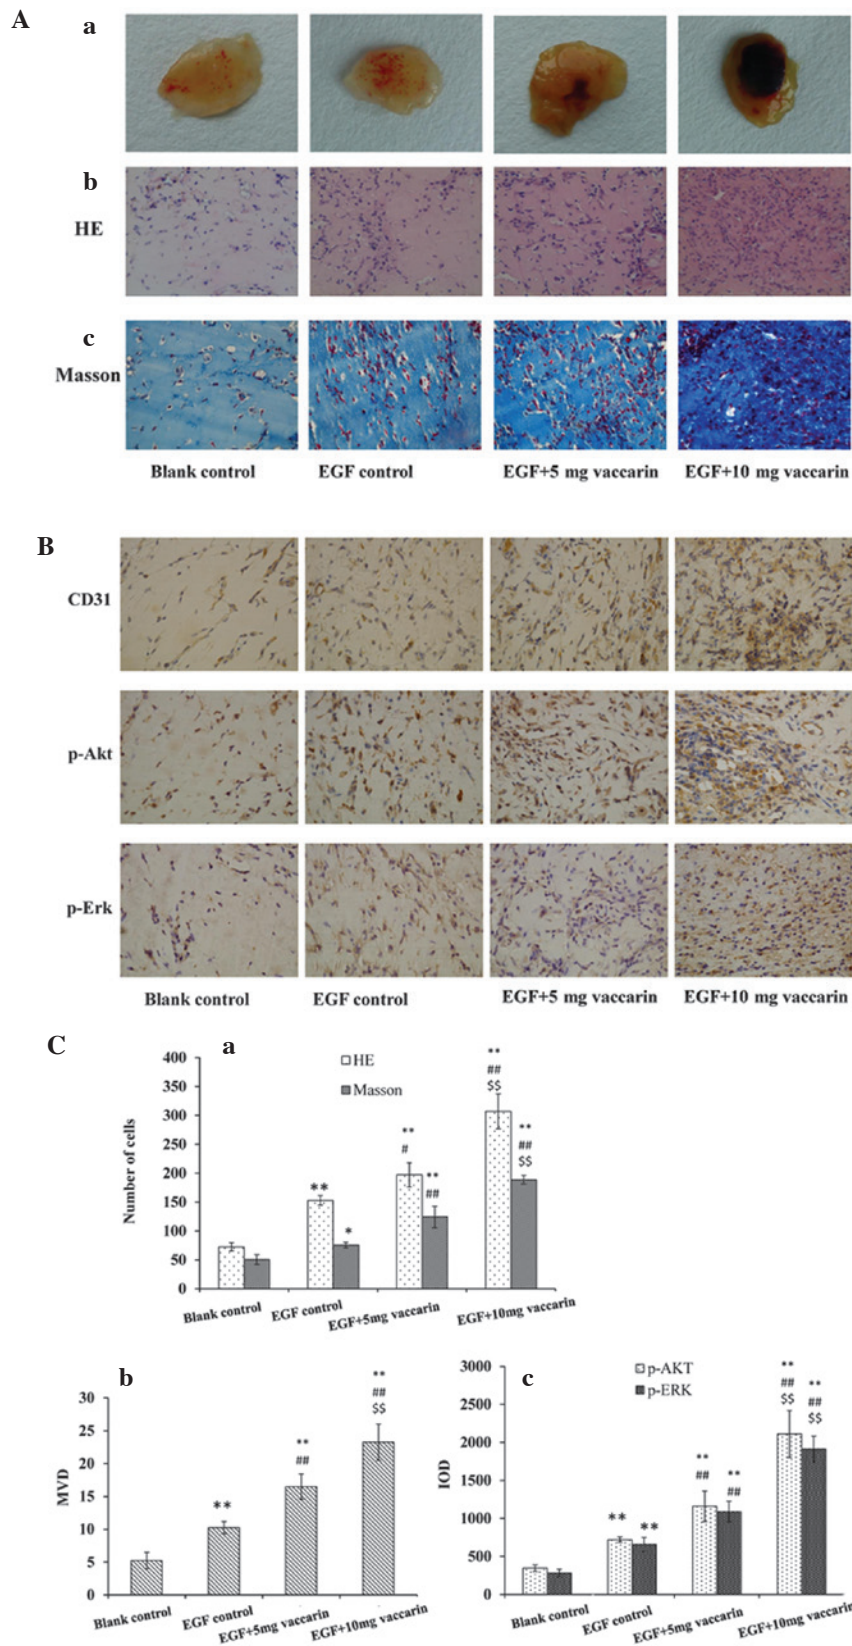 A
a
b
HE
c
Masson
Blank control EGF control EGF+5 mg vaccarin EGF+10 mg vaccarin
B
CD31
p-Akt
p-Erk
Blank control EGF control EGF+5 mg vaccarin EGF+10 mg vaccarin
C
a
400
350
300
250
200
150
100
50
0
Number of cells
HE
Masson
**
*
**
#
**
##
**
##
$$
**
##
$$
Blank control EGF control EGF+5mg vaccarin EGF+10mg vaccarin
b
30
25
20
15
10
5
0
MVD
**
**
##
**
##
$$
Blank control EGF control EGF+5mg vaccarin EGF+10mg vaccarin
c
3000
2500
2000
1500
1000
500
0
IOD
p-AKT
p-ERK
**
**
**
##
**
##
**
##
$$
**
##
$$
Blank control EGF control EGF+5mg vaccarin EGF+10mg vaccarin